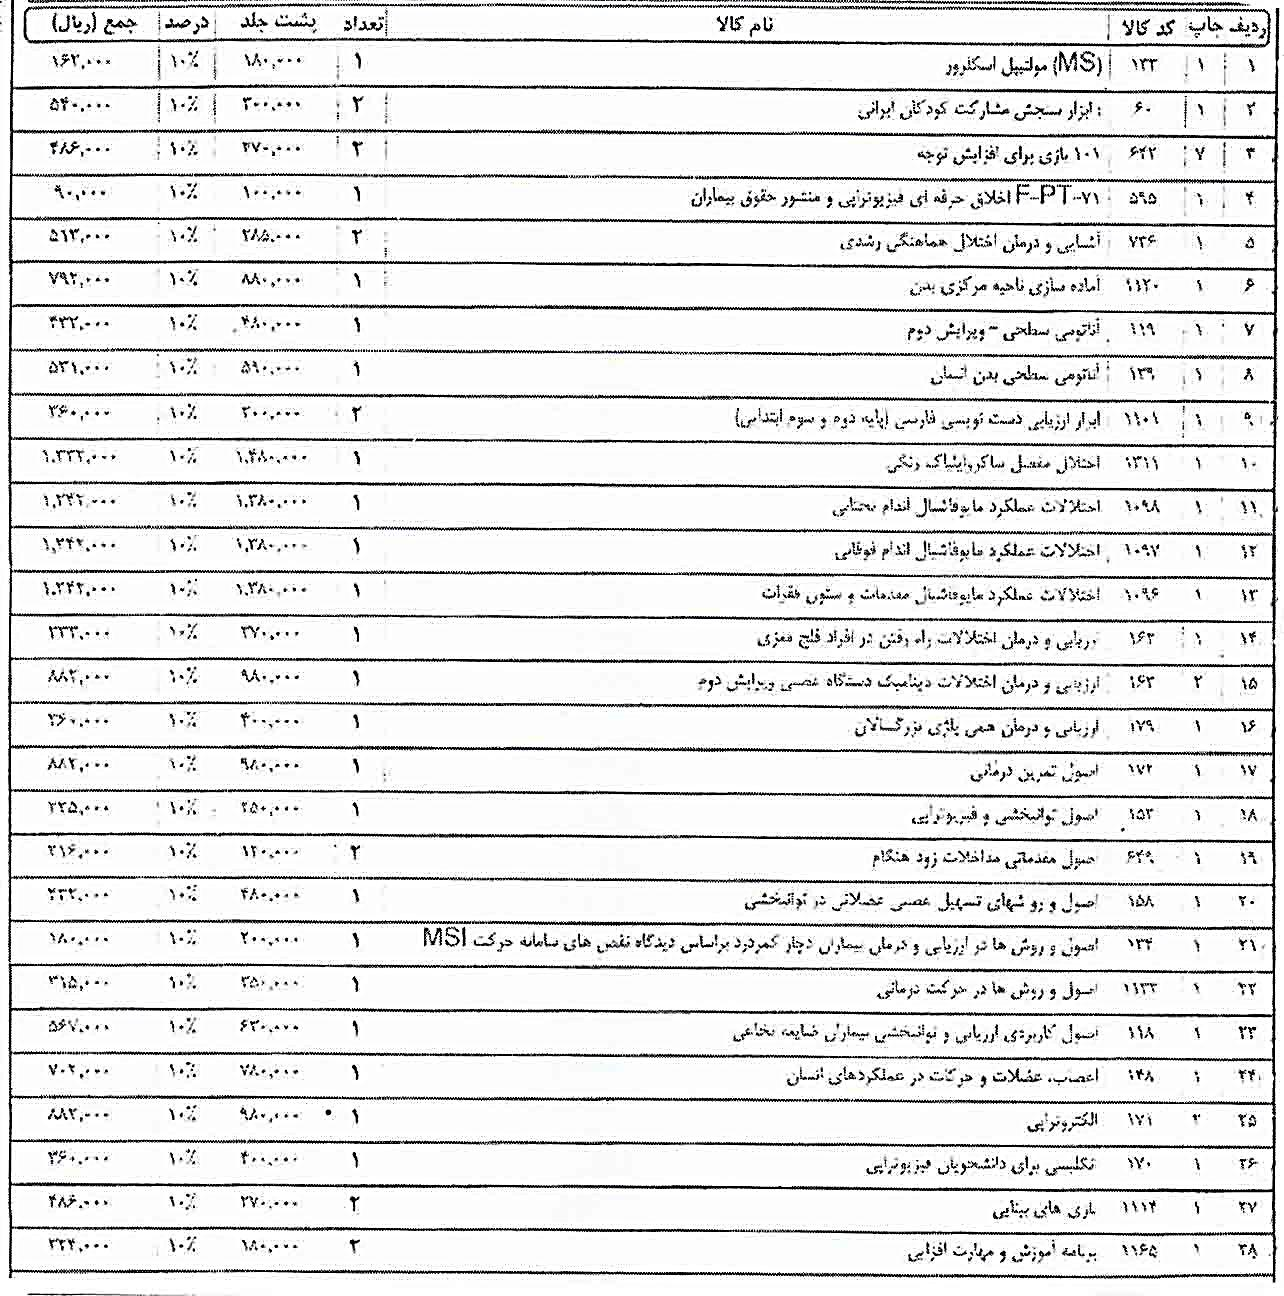 ردیف چاپ کد کالا نام کالا تعداد پشت جلد درصد جمع (ریال)
۱ ۱ ۱۳۳ (MS) مولتیپل اسکلروز ۱ ۱۸۰,۰۰۰ ۱۰٪ ۱۶۲,۰۰۰
۲ ۱ ۶۰ : ابزار سنجش مشارکت کودکان ایرانی ۲ ۳۰۰,۰۰۰ ۱۰٪ ۵۴۰,۰۰۰
۳ ۷ ۶۴۲ ۱۰۱ بازی برای افزایش توجه ۲ ۲۷۰,۰۰۰ ۱۰٪ ۴۸۶,۰۰۰
۴ ۱ ۵۹۵ F-PT-۷۱ اخلاق حرفه ای فیزیوتراپی و منشور حقوق بیماران ۱ ۱۰۰,۰۰۰ ۱۰٪ ۹۰,۰۰۰
۵ ۱ ۷۳۶ آشنایی و درمان اختلال هماهنگی رشدی ۲ ۲۸۵,۰۰۰ ۱۰٪ ۵۱۳,۰۰۰
۶ ۱ ۱۱۲۰ آماده سازی ناحیه مرکزی بدن ۱ ۸۸۰,۰۰۰ ۱۰٪ ۷۹۲,۰۰۰
۷ ۱ ۱۱۹ آناتومی سطحی - ویرایش دوم ۱ ۴۸۰,۰۰۰ ۱۰٪ ۴۳۲,۰۰۰
۸ ۱ ۱۳۹ آناتومی سطحی بدن انسان ۱ ۵۹۰,۰۰۰ ۱۰٪ ۵۳۱,۰۰۰
۹ ۱ ۱۱۰۱ ابزار ارزیابی دست نویسی فارسی (پایه دوم و سوم ابتدایی) ۲ ۲۰۰,۰۰۰ ۱۰٪ ۳۶۰,۰۰۰
۱۰ ۱ ۱۳۱۱ اختلال مفصل ساکروایلیاک رنگی ۱ ۱,۴۸۰,۰۰۰ ۱۰٪ ۱,۳۳۲,۰۰۰
۱۱ ۱ ۱۰۹۸ اختلالات عملکرد مایوفاشیال اندام تحتانی ۱ ۱,۳۸۰,۰۰۰ ۱۰٪ ۱,۲۴۲,۰۰۰
۱۲ ۱ ۱۰۹۷ اختلالات عملکرد مایوفاشیال اندام فوقانی ۱ ۱,۳۸۰,۰۰۰ ۱۰٪ ۱,۲۴۲,۰۰۰
۱۳ ۱ ۱۰۹۶ اختلالات عملکرد مایوفاشیال مقدمات و ستون فقرات ۱ ۱,۳۸۰,۰۰۰ ۱۰٪ ۱,۲۴۲,۰۰۰
۱۴ ۱ ۱۶۲ ارزیابی و درمان اختلالات راه رفتن در افراد فلج مغزی ۱ ۳۷۰,۰۰۰ ۱۰٪ ۳۳۳,۰۰۰
۱۵ ۲ ۱۶۳ ارزیابی و درمان اختلالات دینامیک دستگاه عصبی ویرایش دوم ۱ ۹۸۰,۰۰۰ ۱۰٪ ۸۸۲,۰۰۰
۱۶ ۱ ۱۷۹ ارزیابی و درمان همی پلژی بزرگسالان ۱ ۴۰۰,۰۰۰ ۱۰٪ ۳۶۰,۰۰۰
۱۷ ۱ ۱۷۲ اصول تمرین درمانی ۱ ۹۸۰,۰۰۰ ۱۰٪ ۸۸۲,۰۰۰
۱۸ ۱ ۱۵۳ اصول توانبخشی و فیزیوتراپی ۱ ۲۵۰,۰۰۰ ۱۰٪ ۲۲۵,۰۰۰
۱۹ ۱ ۶۴۹ اصول مقدماتی مداخلات زود هنگام ۲ ۱۲۰,۰۰۰ ۱۰٪ ۲۱۶,۰۰۰
۲۰ ۱ ۱۵۸ اصول و رو شهای تسهیل عصبی عضلانی در توانبخشی ۱ ۴۸۰,۰۰۰ ۱۰٪ ۴۳۲,۰۰۰
۲۱ ۱ ۱۳۴ اصول و روش ها در ارزیابی و درمان بیماران دچار کمردرد براساس دیدگاه نقص های سامانه حرکت MSI ۱ ۲۰۰,۰۰۰ ۱۰٪ ۱۸۰,۰۰۰
۲۲ ۱ ۱۱۳۳ اصول و روش ها در حرکت درمانی ۱ ۳۵۰,۰۰۰ ۱۰٪ ۳۱۵,۰۰۰
۲۳ ۱ ۱۱۸ اصول کاربردی ارزیابی و توانبخشی بیماران ضایعه نخاعی ۱ ۶۳۰,۰۰۰ ۱۰٪ ۵۶۷,۰۰۰
۲۴ ۱ ۱۴۸ اعصاب، عضلات و حرکات در عملکردهای انسان ۱ ۷۸۰,۰۰۰ ۱۰٪ ۷۰۲,۰۰۰
۲۵ ۲ ۱۷۱ الکتروتراپی ۱ ۹۸۰,۰۰۰ ۱۰٪ ۸۸۲,۰۰۰
۲۶ ۱ ۱۷۰ انگلیسی برای دانشجویان فیزیوتراپی ۱ ۴۰۰,۰۰۰ ۱۰٪ ۳۶۰,۰۰۰
۲۷ ۱ ۱۱۱۴ بازی های بینایی ۲ ۲۷۰,۰۰۰ ۱۰٪ ۴۸۶,۰۰۰
۲۸ ۱ ۱۱۶۵ برنامه آموزش و مهارت افزایی ۲ ۱۸۰,۰۰۰ ۱۰٪ ۳۲۴,۰۰۰